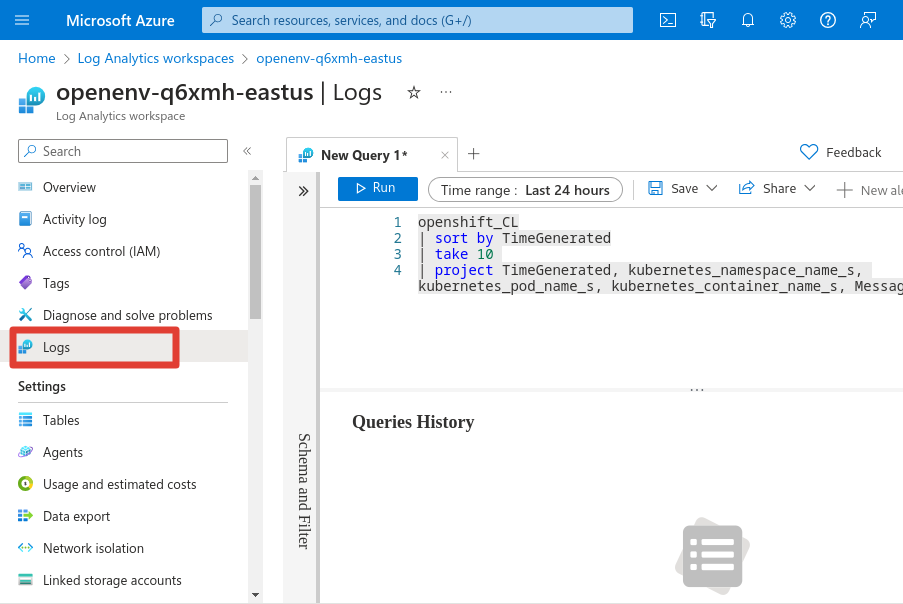 Microsoft Azure
Search resources, services, and docs (G+/)
Home > Log Analytics workspaces > openenv-q6xmh-eastus
openenv-q6xmh-eastus | Logs
Log Analytics workspace
Search
Overview
Activity log
Access control (IAM)
Tags
Diagnose and solve problems
Logs
Settings
Tables
Agents
Usage and estimated costs
Data export
Network isolation
Linked storage accounts
New Query 1*
Feedback
Run
Time range : Last 24 hours
Save
Share
New ale
1 openshift_CL
2 | sort by TimeGenerated
3 | take 10
4 | project TimeGenerated, kubernetes_namespace_name_s,
kubernetes_pod_name_s, kubernetes_container_name_s, Messag
Schema and Filter
Queries History